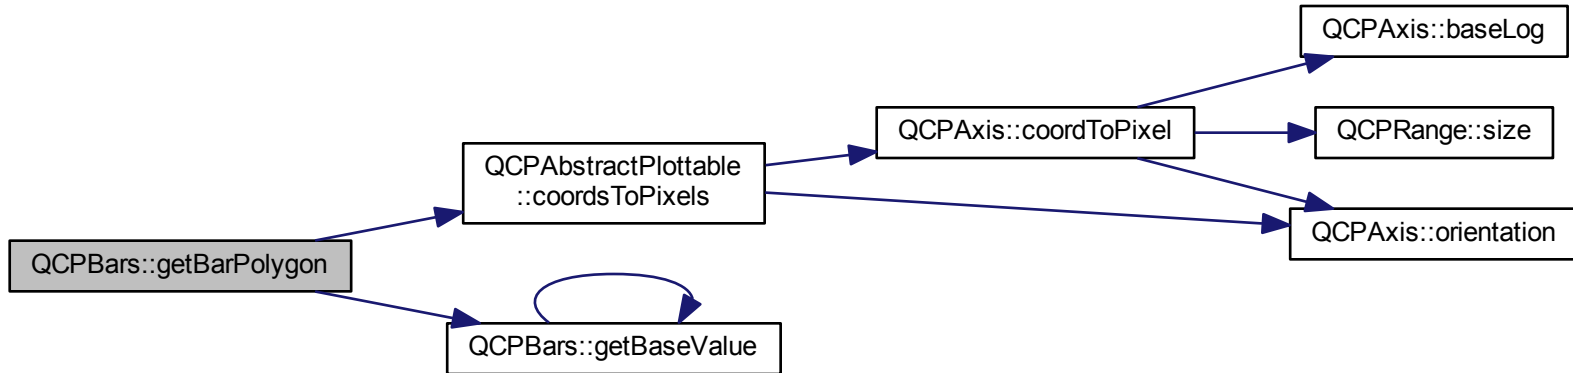 QCPAxis::baseLog
QCPAxis::coordToPixel
QCPRange::size
QCPAbstractPlottable
::coordsToPixels
QCPAxis::orientation
QCPBars::getBarPolygon
QCPBars::getBaseValue